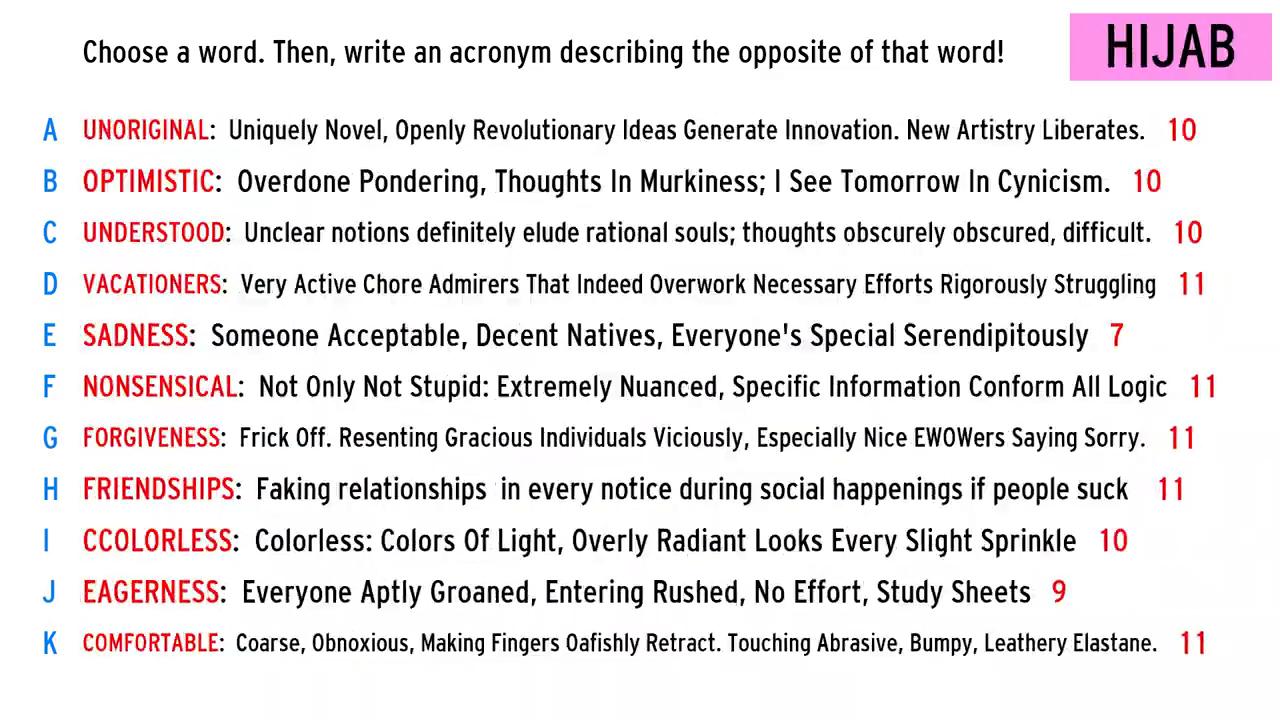 Choose a word. Then, write an acronym describing the opposite of that word!
HIJAB
A UNORIGINAL: Uniquely Novel, Openly Revolutionary Ideas Generate Innovation. New Artistry Liberates. 10
B OPTIMISTIC: Overdone Pondering, Thoughts In Murkiness; I See Tomorrow In Cynicism. 10
C UNDERSTOOD: Unclear notions definitely elude rational souls; thoughts obscurely obscured, difficult. 10
D VACATIONERS: Very Active Chore Admirers That Indeed Overwork Necessary Efforts Rigorously Struggling 11
E SADNESS: Someone Acceptable, Decent Natives, Everyone's Special Serendipitously 7
F NONSENSICAL: Not Only Not Stupid: Extremely Nuanced, Specific Information Conform All Logic 11
G FORGIVENESS: Frick Off. Resenting Gracious Individuals Viciously, Especially Nice EWOWers Saying Sorry. 11
H FRIENDSHIPS: Faking relationships in every notice during social happenings if people suck 11
I CCOLORLESS: Colorless: Colors Of Light, Overly Radiant Looks Every Slight Sprinkle 10
J EAGERNESS: Everyone Aptly Groaned, Entering Rushed, No Effort, Study Sheets 9
K COMFORTABLE: Coarse, Obnoxious, Making Fingers Oafishly Retract. Touching Abrasive, Bumpy, Leathery Elastane. 11